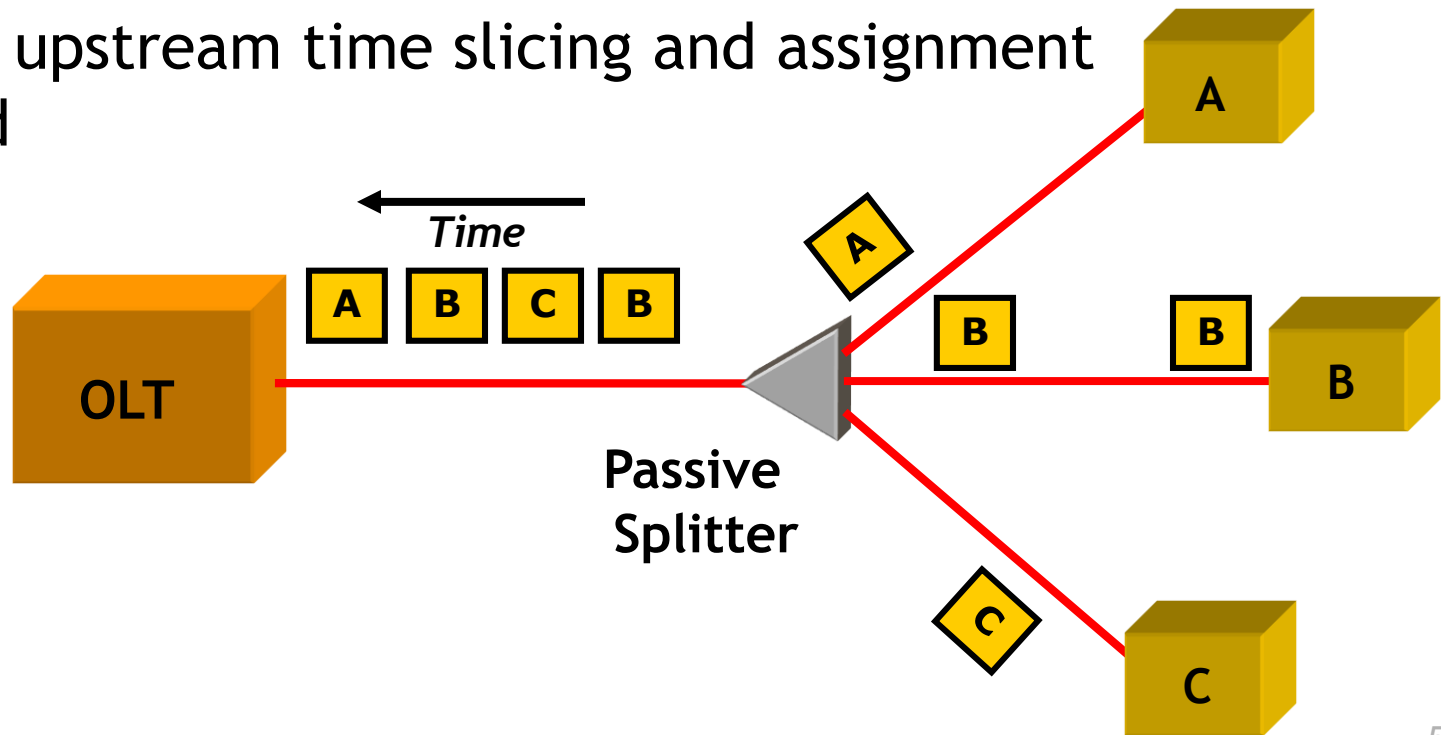 upstream time slicing and assignment
d
A
Time
A
A B C B
B B
B
OLT
Passive
Splitter
C
C